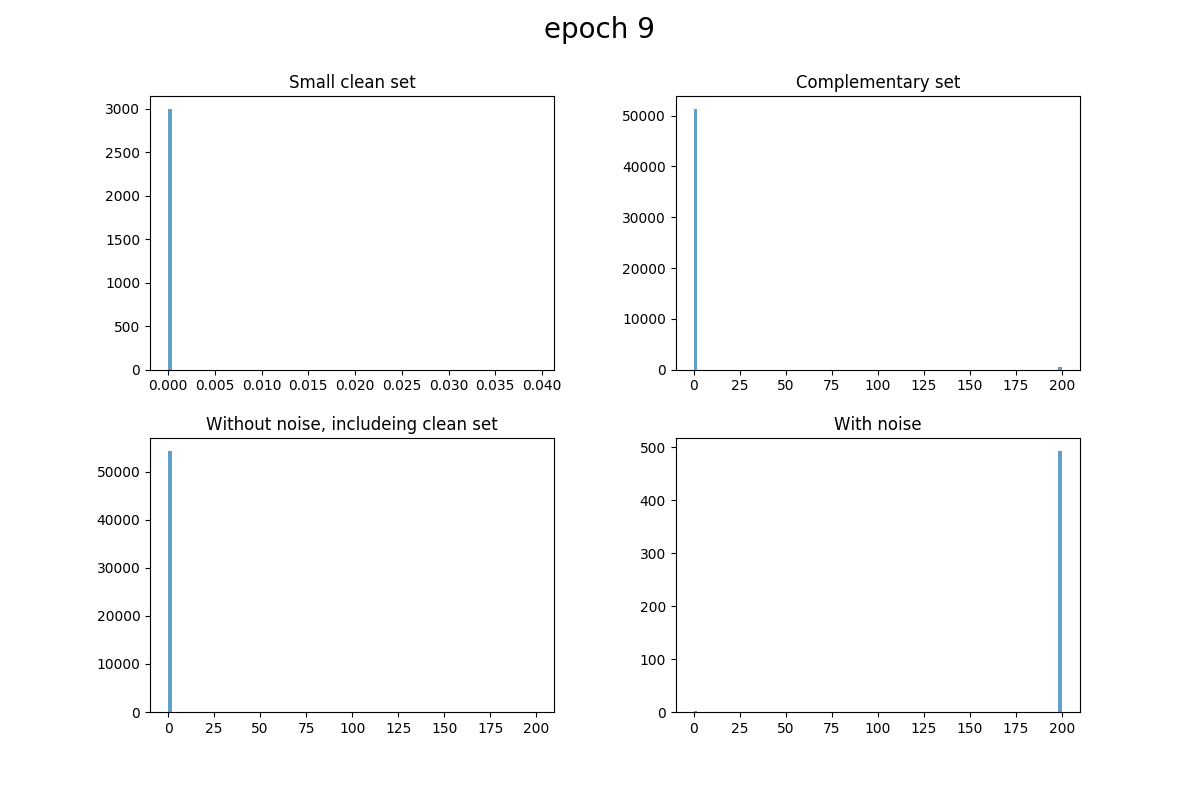 epoch 9
Small clean set
3000
2500
2000
1500
1000
500
0
0.000 0.005 0.010 0.015 0.020 0.025 0.030 0.035 0.040
Complementary set
50000
40000
30000
20000
10000
0
0 25 50 75 100 125 150 175 200
Without noise, includeing clean set
50000
40000
30000
20000
10000
0
0 25 50 75 100 125 150 175 200
With noise
500
400
300
200
100
0
0 25 50 75 100 125 150 175 200